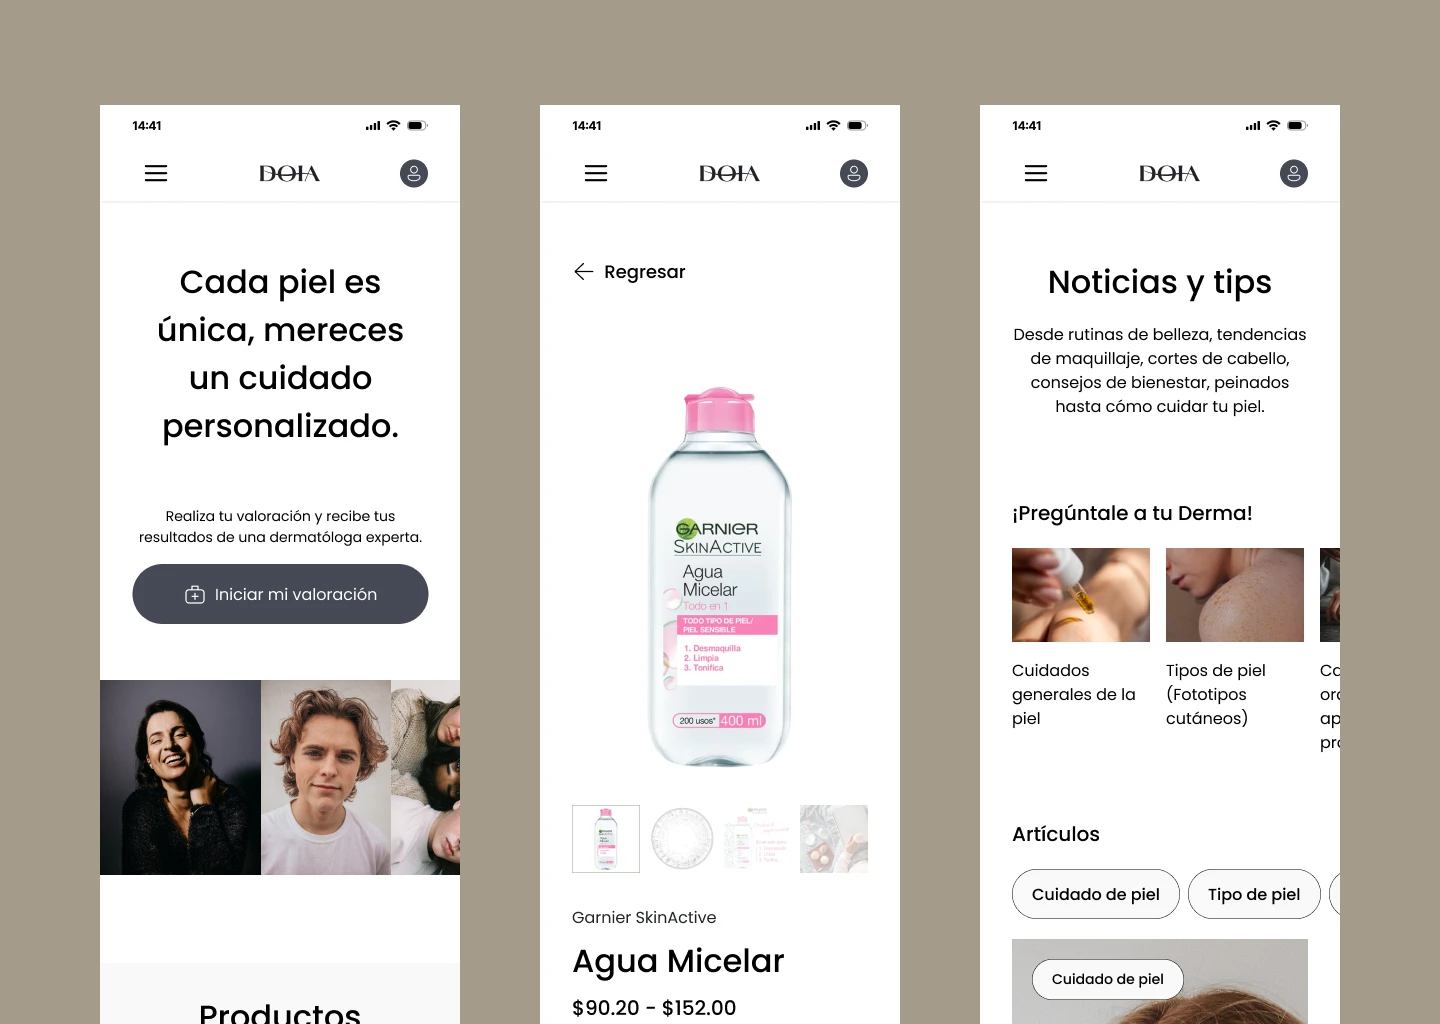 14:41
DOIA
Cada piel es
única, mereces
un cuidado
personalizado.
Realiza tu valoración y recibe tus
resultados de una dermatóloga experta.
Iniciar mi valoración
Productos
14:41
DOIA
Regresar
GARNIER
SKINACTIVE
Agua
Micelar
Todo en 1
TODO TIPO DE PIEL/
PIEL SENSIBLE
1. Desmaquilla
2. Limpia
3. Tonifica
200 usos* 400 ml
Garnier SkinActive
Agua Micelar
$90.20 - $152.00
14:41
DOIA
Noticias y tips
Desde rutinas de belleza, tendencias
de maquillaje, cortes de cabello,
consejos de bienestar, peinados
hasta cómo cuidar tu piel.
¡Pregúntale a tu Derma!
Cuidados
generales de la
piel
Tipos de piel
(Fototipos
cutáneos)
Artículos
Cuidado de piel
Tipo de piel
Cuidado de piel